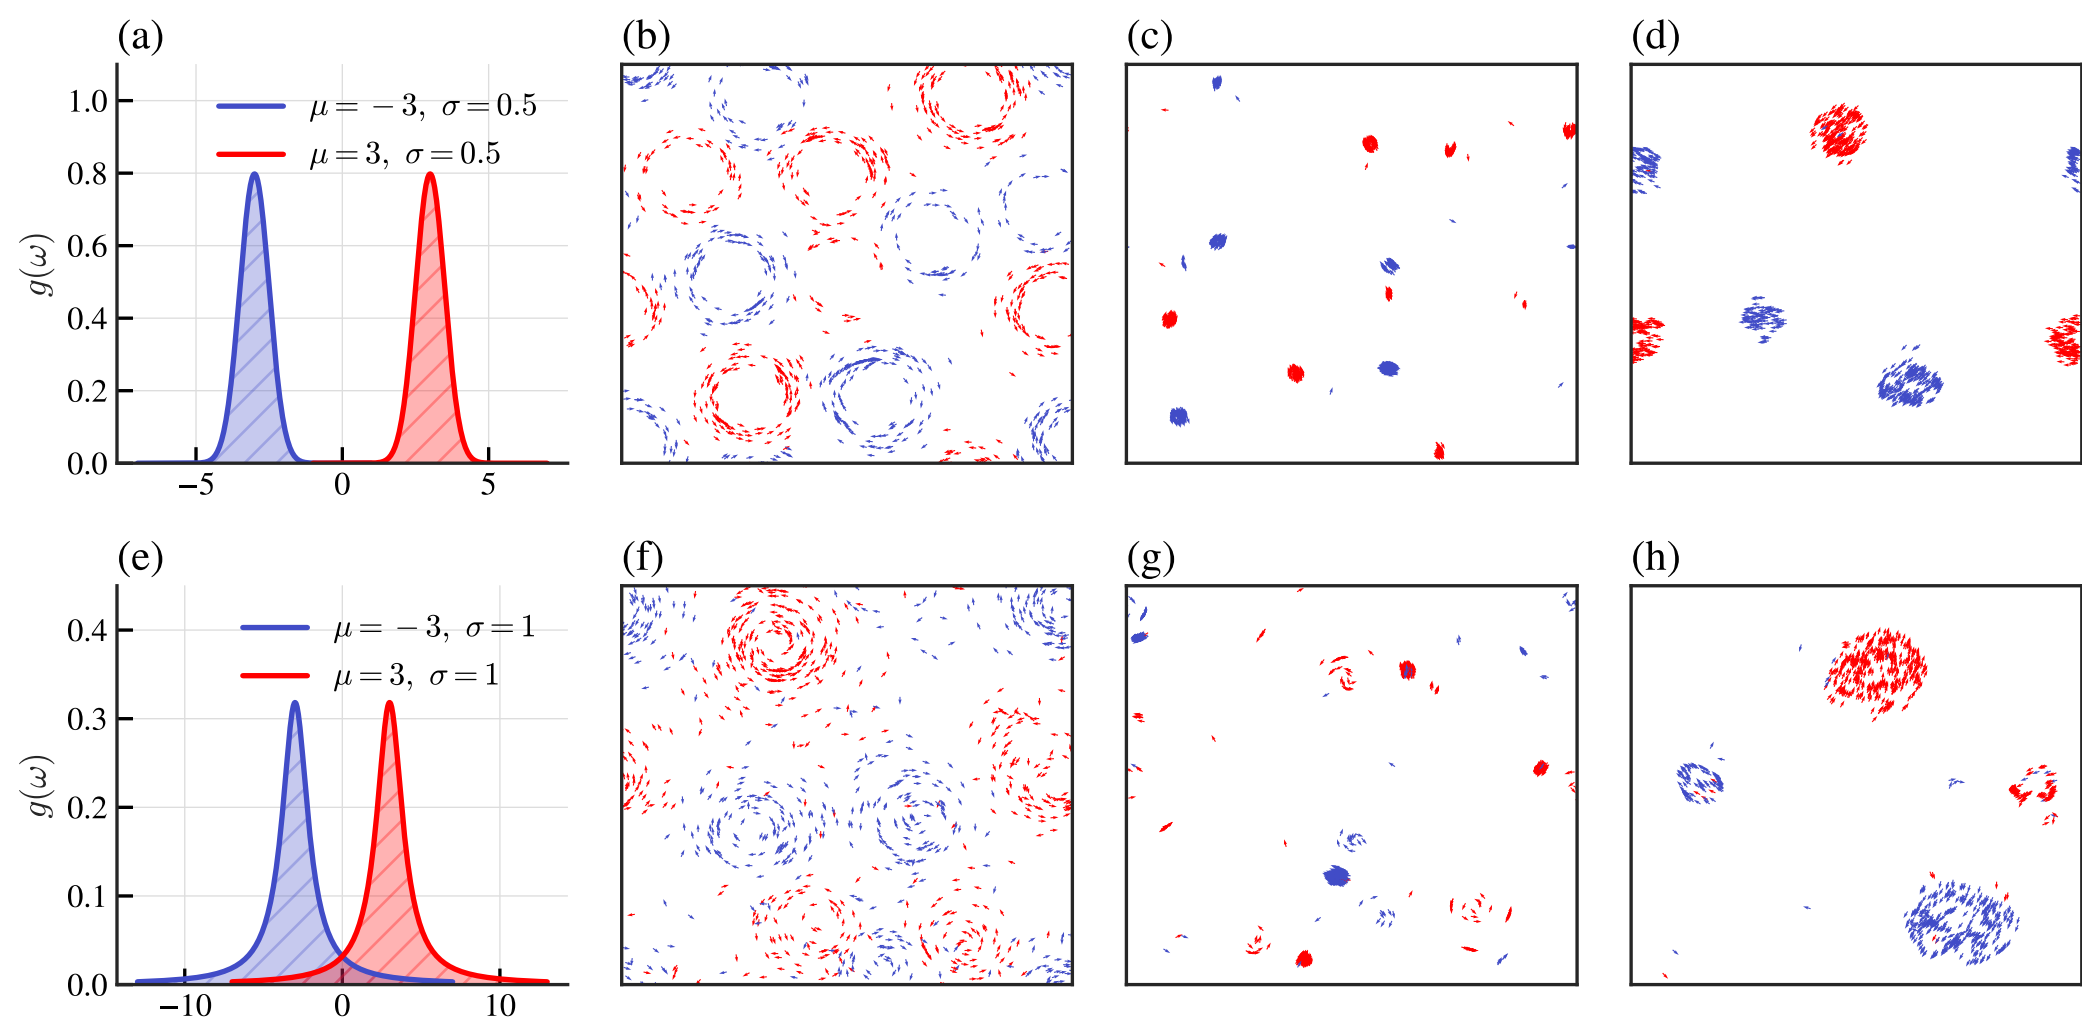 (a)
(b)
(c)
(d)
μ = −3, σ = 0.5
μ = 3, σ = 0.5
g(ω)
1.0
0.8
0.6
0.4
0.2
0.0
−5
0
5
(e)
(f)
(g)
(h)
μ = −3, σ = 1
μ = 3, σ = 1
g(ω)
0.4
0.3
0.2
0.1
0.0
−10
0
10